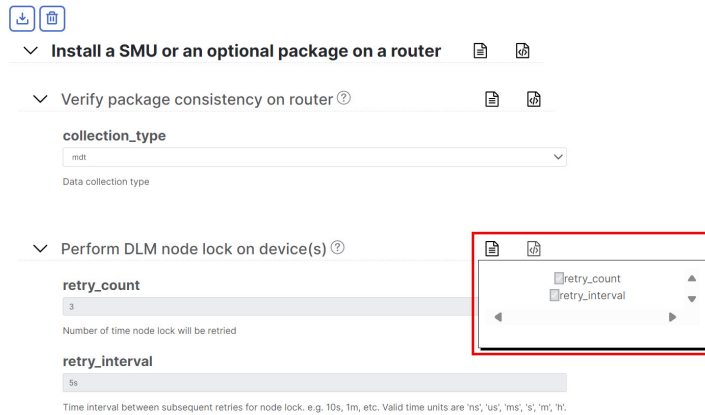 Install a SMU or an optional package on a router
Verify package consistency on router
collection_type
mdt
Data collection type
Perform DLM node lock on device(s)
retry_count
3
Number of time node lock will be retried
retry_count
retry_interval
retry_interval
5s
Time interval between subsequent retries for node lock. e.g. 10s, 1m, etc. Valid time units are 'ns', 'us', 'ms', 's', 'm', 'h'.